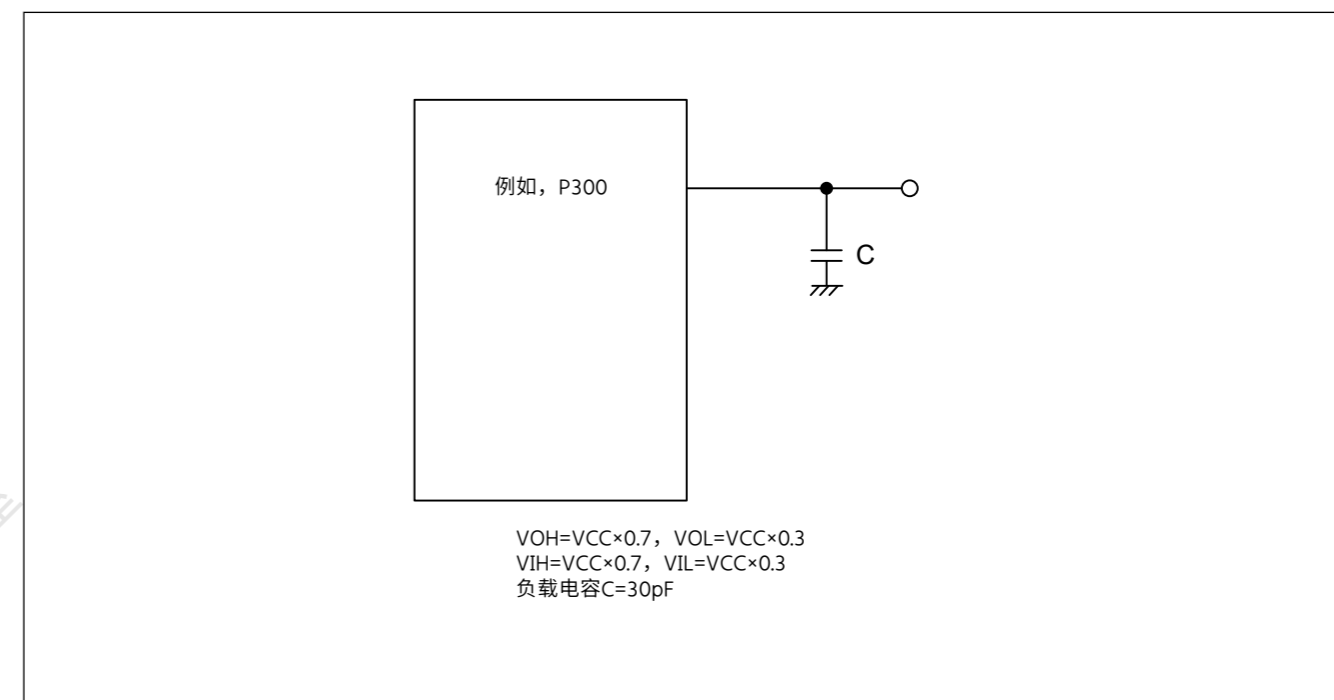 例如，P300
C
VOH=VCC×0.7，VOL=VCC×0.3
VIH=VCC×0.7，VIL=VCC×0.3
负载电容C=30pF